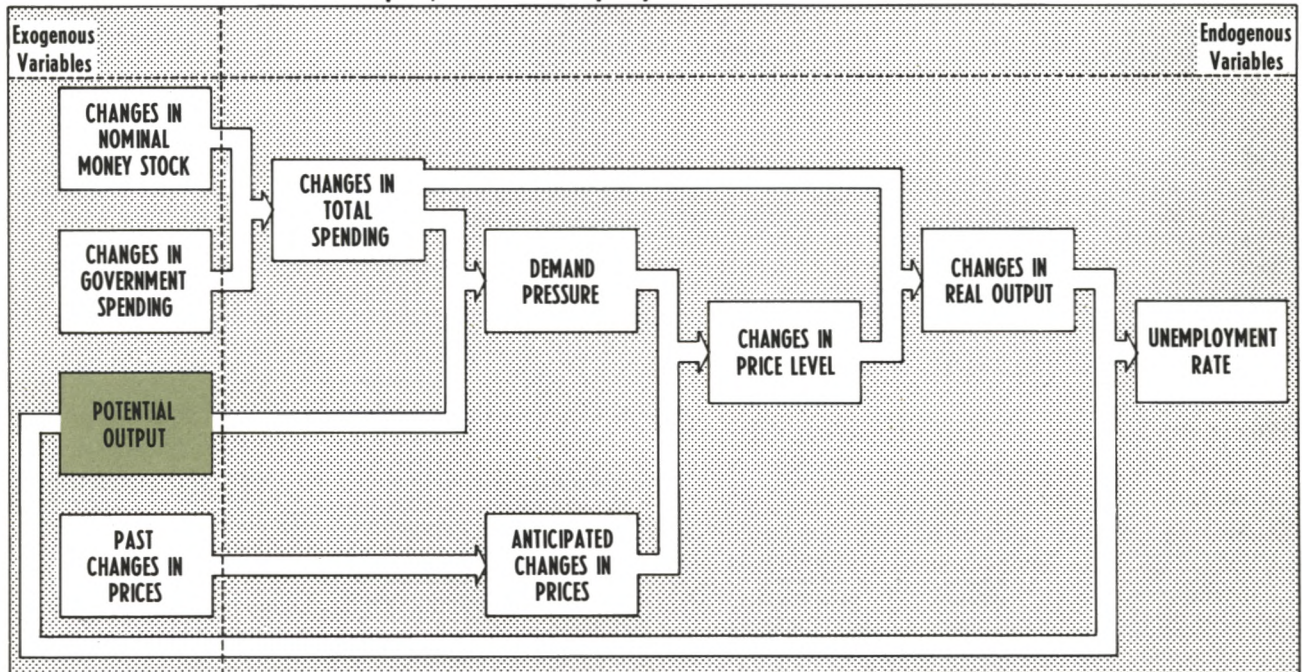 Exogenous
Variables
Endogenous
Variables
CHANGES IN
NOMINAL
MONEY STOCK
CHANGES IN
TOTAL
SPENDING
CHANGES IN
GOVERNMENT
SPENDING
DEMAND
PRESSURE
CHANGES IN
REAL OUTPUT
CHANGES IN
PRICE LEVEL
UNEMPLOYMENT
RATE
POTENTIAL
OUTPUT
PAST
CHANGES IN
PRICES
ANTICIPATED
CHANGES IN
PRICES